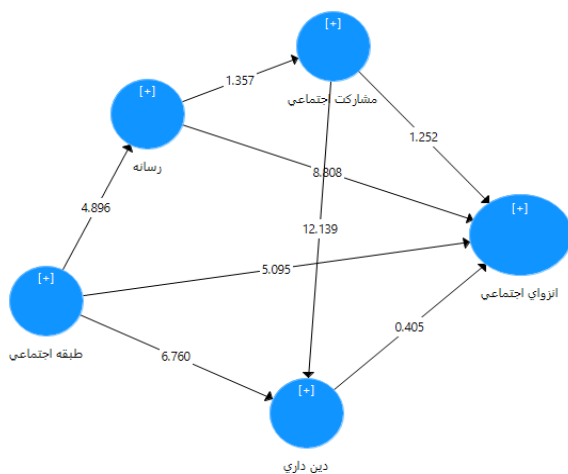 [+]
مشاركت اجتماعي
[+]
رسانه
1.357
1.252
8.808
4.896
[+]
انزواي اجتماعي
12.139
5.095
[+]
طبقه اجتماعي
6.760
0.405
[+]
دين داري